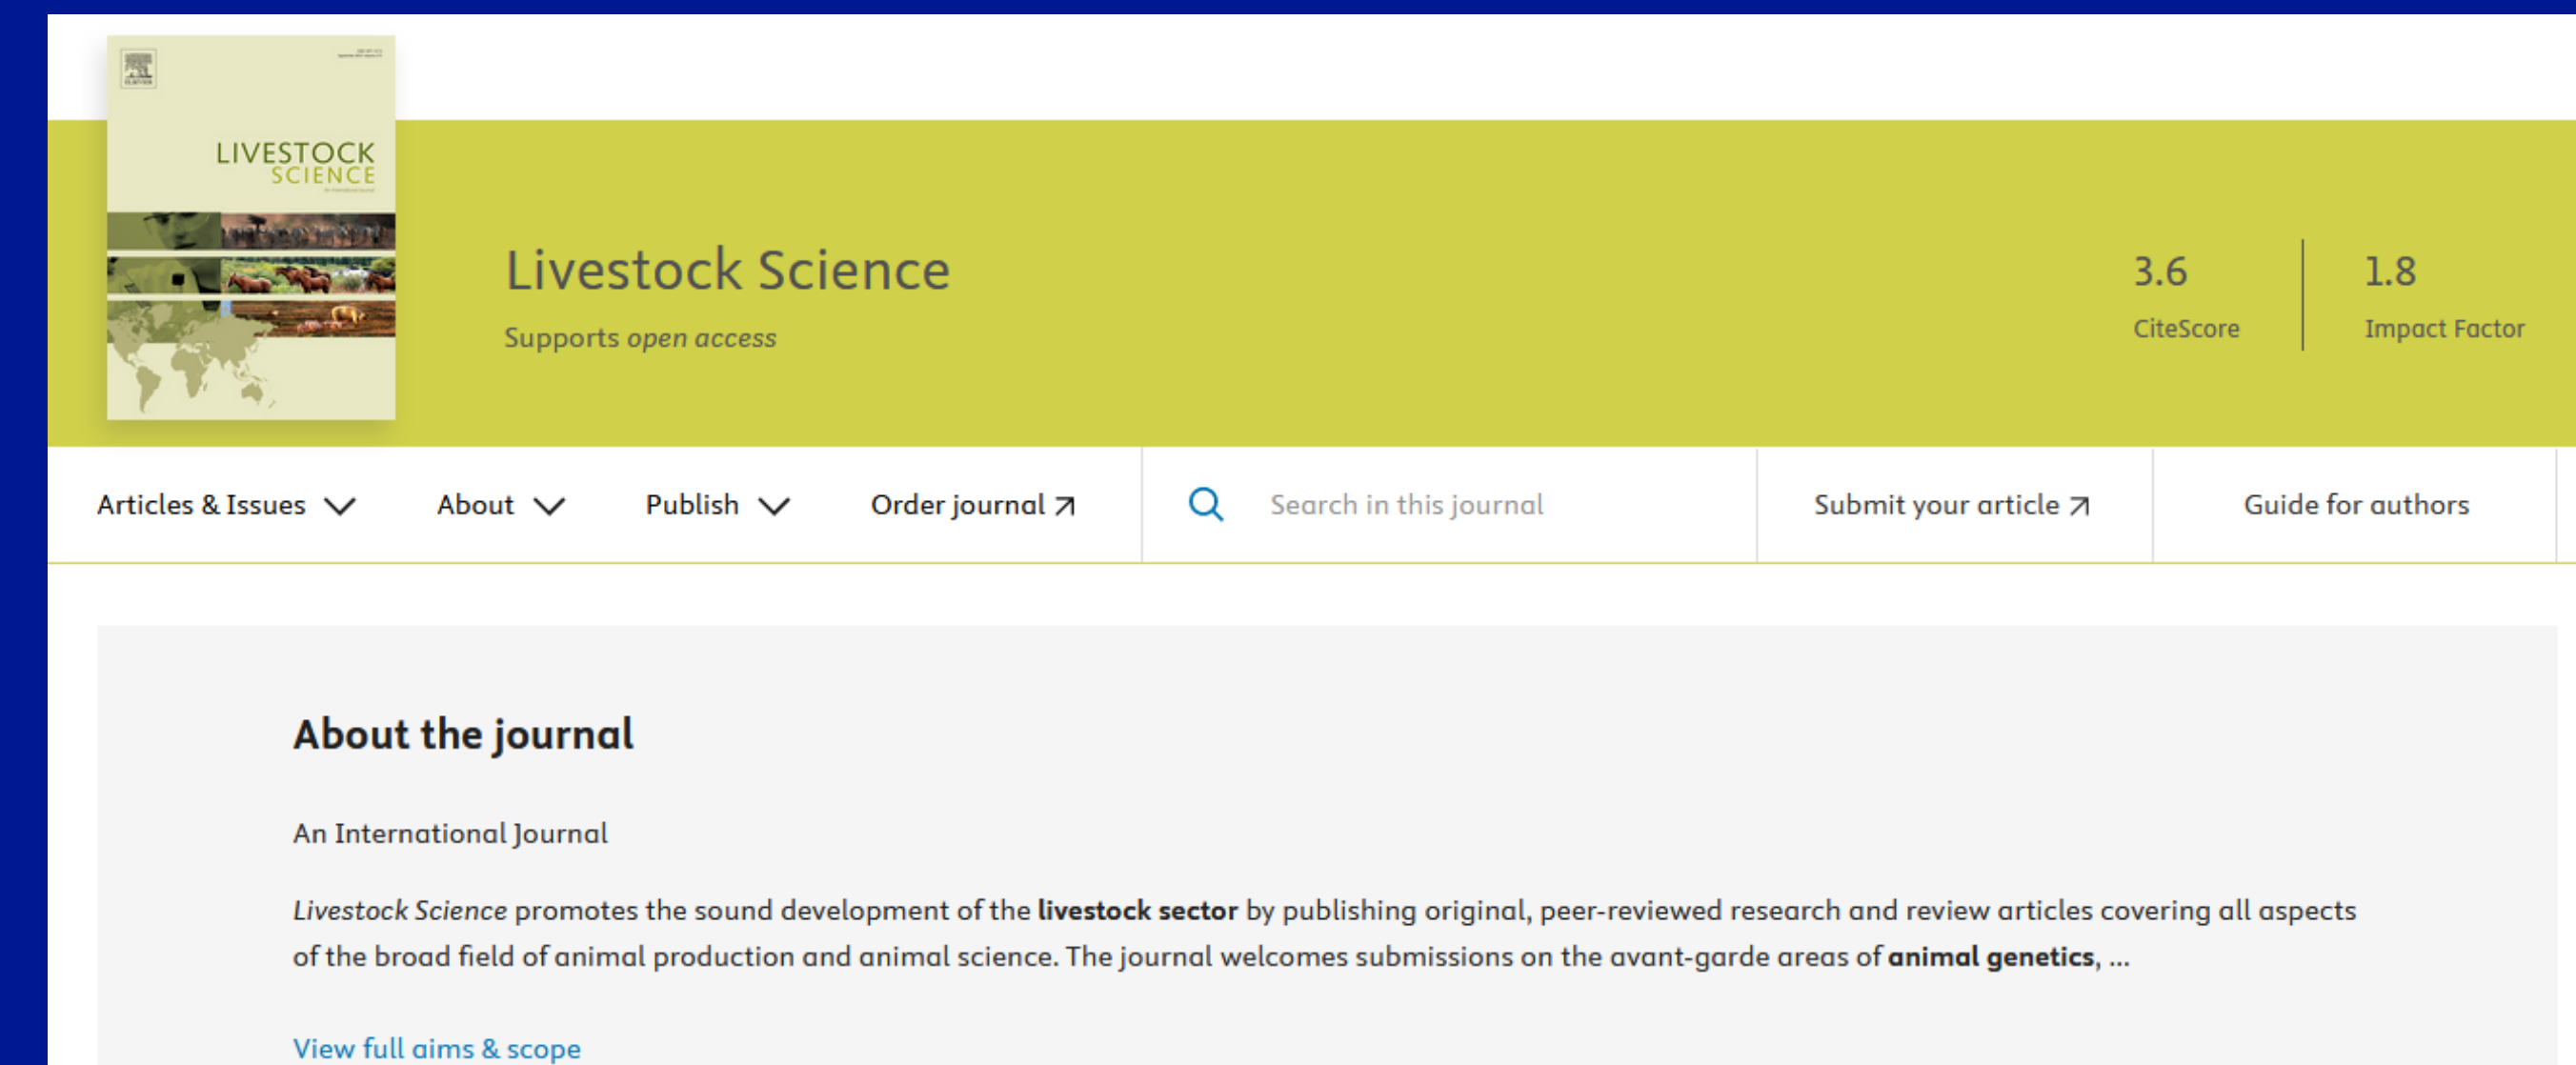 LIVESTOCK
SCIENCE
Livestock Science
Supports open access
3.6
CiteScore
1.8
Impact Factor
Articles & Issues
About
Publish
Order journal
Search in this journal
Submit your article
Guide for authors
About the journal
An International Journal
Livestock Science promotes the sound development of the livestock sector by publishing original, peer-reviewed research and review articles covering all aspects
of the broad field of animal production and animal science. The journal welcomes submissions on the avant-garde areas of animal genetics, ...
View full aims & scope